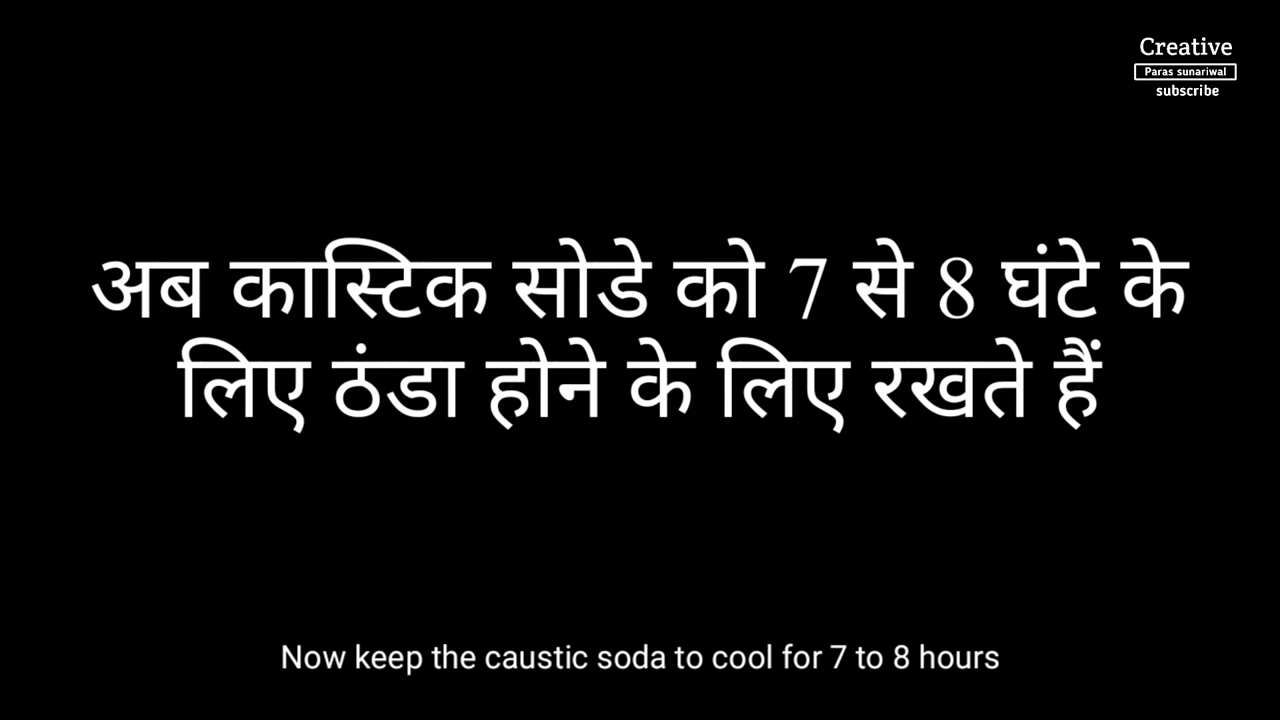 Creative
Paras sunariwal
subscribe
अब कास्टिक सोडे को 7 से 8 घंटे के
लिए ठंडा होने के लिए रखते हैं
Now keep the caustic soda to cool for 7 to 8 hours